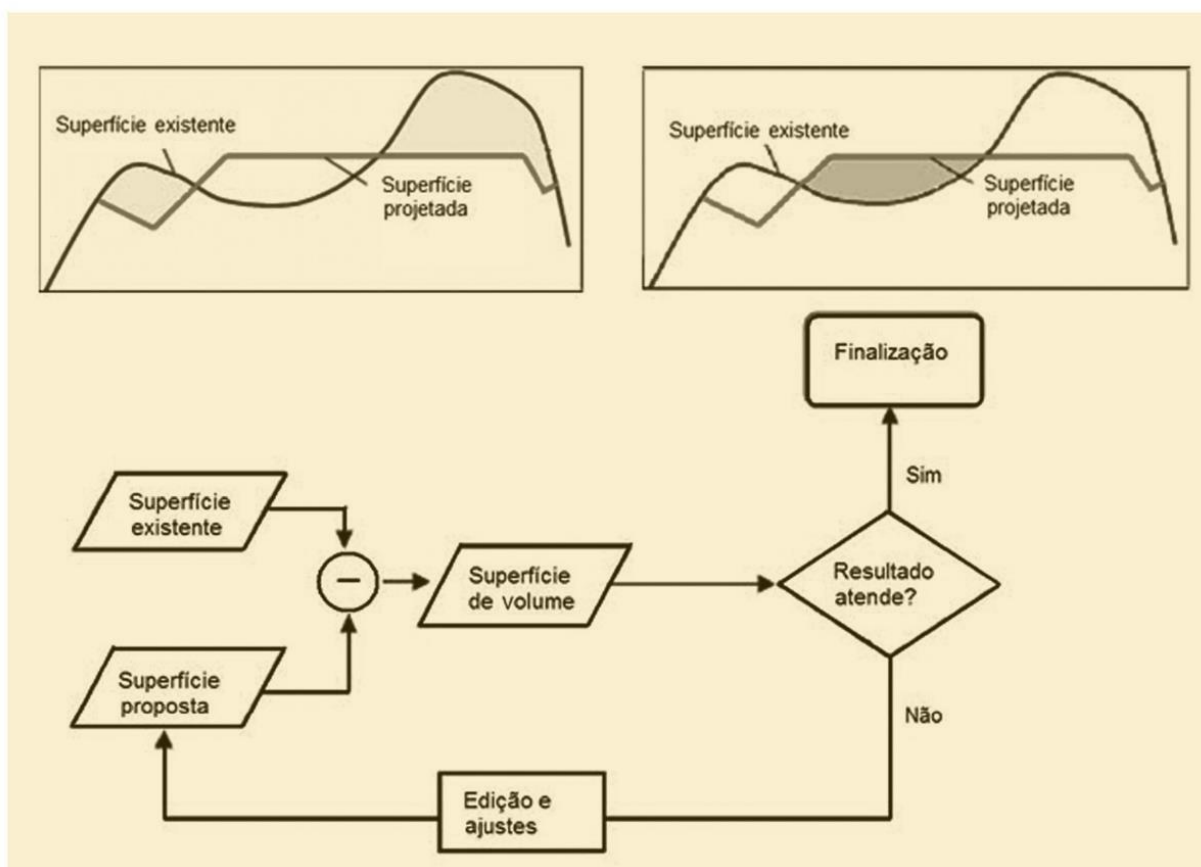 Superfície existente
Superfície
projetada
Superfície existente
Superfície
projetada
Finalização
Sim
Superfície
existente
−
Superfície
de volume
Resultado
atende?
Superfície
proposta
Não
Edição e
ajustes